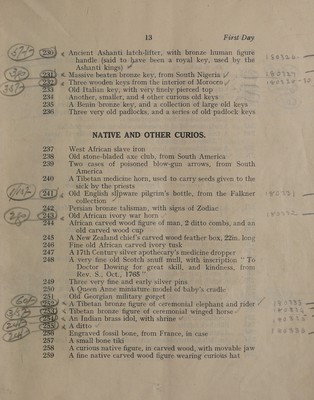 13 First Day
230 Ancient Ashanti latch-lifter, with bronze human figure
handle (said to have been a royal key, used by the
Ashanti kings)
231 Massive beaten bronze key, from South Nigeria
232 Three wooden keys from the interior of Morocco
233 Old Italian key, with very finely pierced top
234 Another, smaller, and 4 other curious old keys
235 A Benin bronze key, and a collection of large old keys
236 Three very old padlocks, and a series of old padlock keys
NATIVE AND OTHER CURIOS.
237 West African slave iron
238 Old stone-bladed axe club, from South America
239 Two cases of poisoned blow-gun arrows, from South
America
240 A Tibetan medicine horn, used to carry seeds given to the
sick by the priests
241 Old English slipware pilgrim's bottle, from the Falkner
collection
242 Persian bronze talisman, with signs of Zodiac
243 Old African ivory war horn
244 African carved wood figure of man, 2 ditto combs, and an
old carved wood cup
245 A New Zealand chief's carved wood feather box, 22in. long
246 Fine old African carved ivory tusk
247 A 17th Century silver apothecary's medicine dropper
248 A very fine old Scotch snuff mull, with inscription " To
Doctor Dowing for great skill, and kindness, from
Rev. S., Oct., 1765 "
249 Three very fine and early silver pins
250 A Queen Anne miniature model of baby's cradle
251 Old Georgian military gorget
252 A Tibetan bronze figure of ceremonial elephant and rider
253 Tibetan bronze figure of ceremonial winged horse
254 An Indian brass idol, with shrine
255 A ditto
256 Engraved fossil bone, from France, in case
257 A small bone tiki
258 A curious native figure, in carved wood, with movable jaw
259 A fine native carved wood figure wearing curious hat